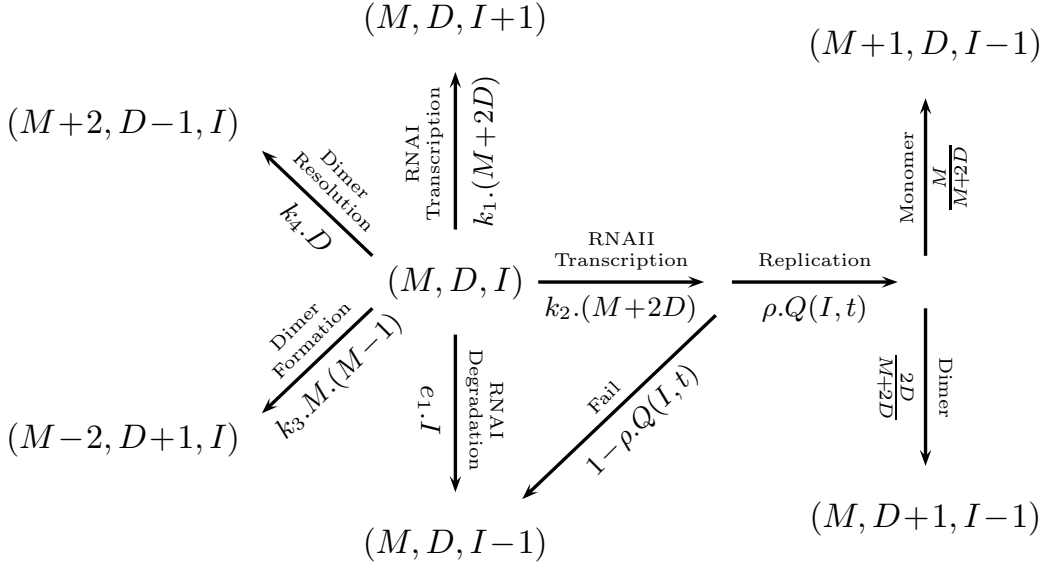 (M, D, I+1)
(M+1, D, I−1)
(M+2, D−1, I)
Dimer
Resolution
k₄.D
RNAI
Transcription
k₁.(M+2D)
Monomer
M/(M+2D)
(M, D, I)
RNAII
Transcription
k₂.(M+2D)
Replication
ρ.Q(I, t)
Dimer
Formation
k₃.M.(M−1)
RNAI
Degradation
e₁.I
Fail
1−ρ.Q(I, t)
Dimer
2D/(M+2D)
(M−2, D+1, I)
(M, D, I−1)
(M, D+1, I−1)